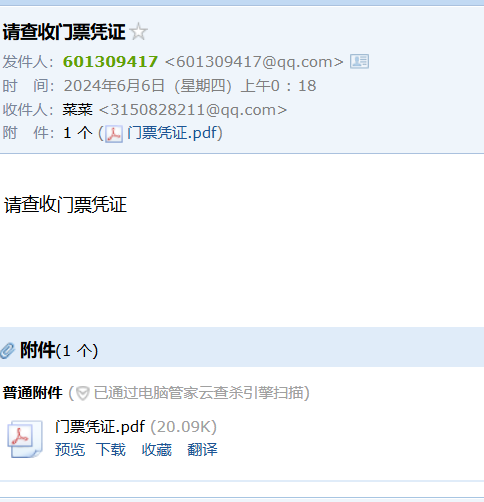 请查收门票凭证
发件人：601309417 <601309417@qq.com>
时　间：2024年6月6日（星期四）上午0：18
收件人：菜菜 <3150828211@qq.com>
附　件：1 个 (门票凭证.pdf)
请查收门票凭证
附件(1 个)
普通附件 (已通过电脑管家云查杀引擎扫描)
门票凭证.pdf (20.09K)
预览 下载 收藏 翻译